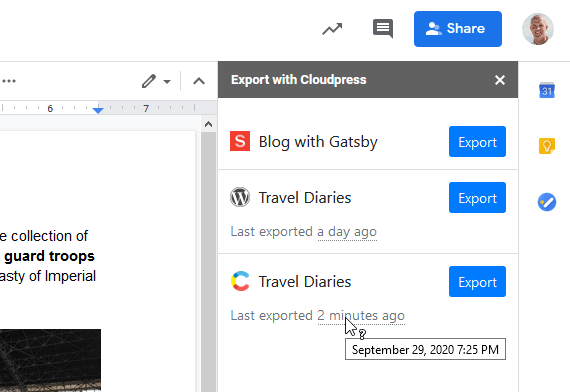 Share
6 7
Export with Cloudpress
31
Blog with Gatsby Export
Travel Diaries Export
Last exported a day ago
e collection of
guard troops
asty of Imperial
Travel Diaries Export
Last exported 2 minutes ago
September 29, 2020 7:25 PM